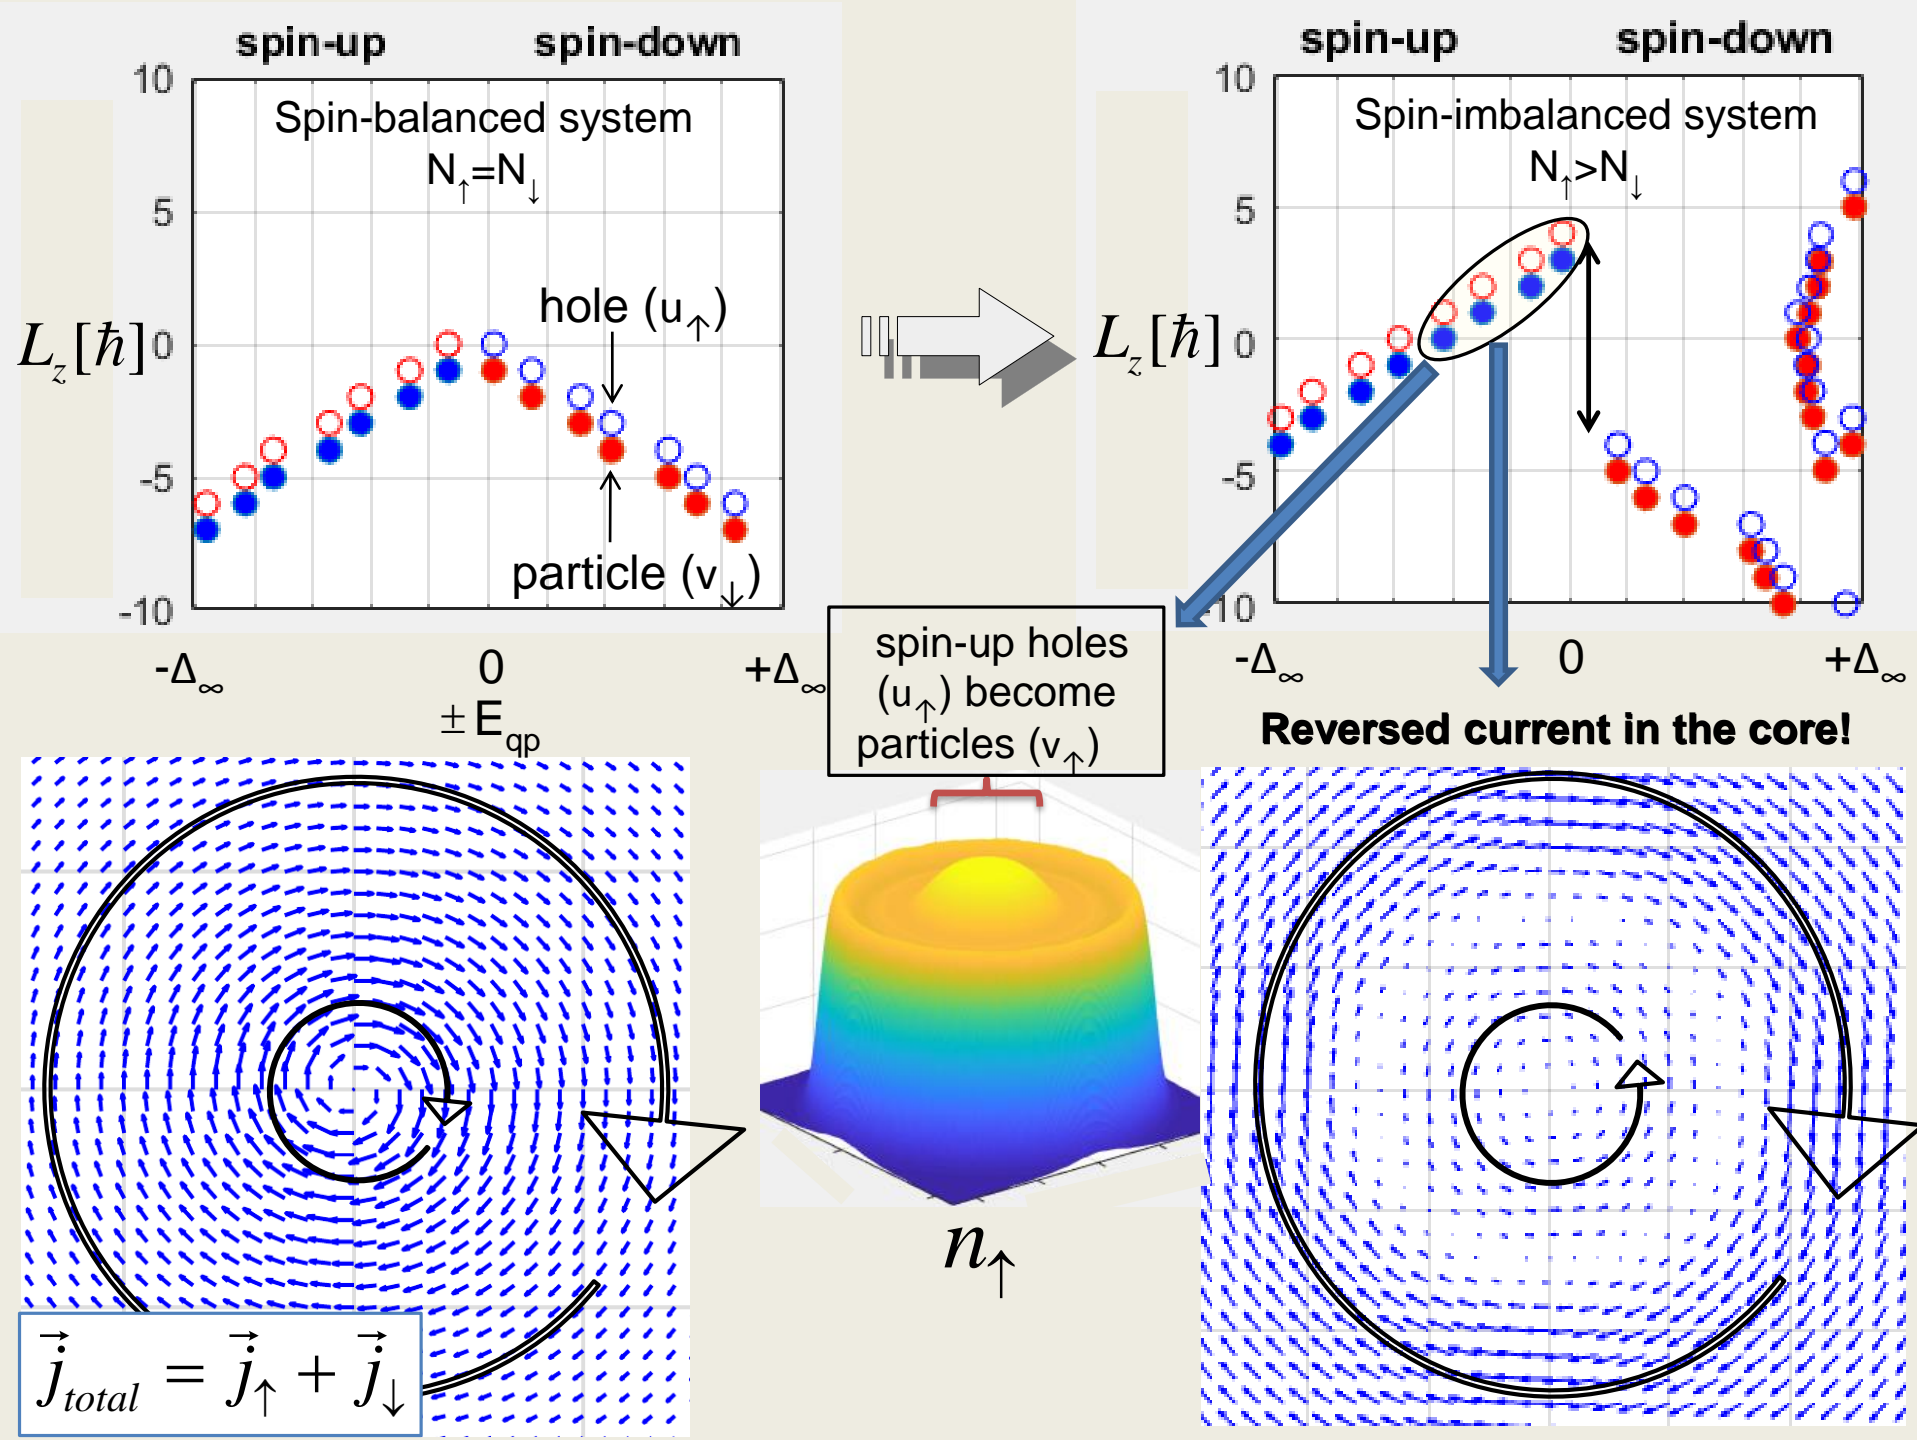 spin-up spin-down
10
Spin-balanced system
N↑=N↓
5
hole (u↑)
L_z[ħ] 0
-5
particle (v↓)
-10
-Δ∞ 0 +Δ∞
± E_qp
spin-up spin-down
10
Spin-imbalanced system
N↑>N↓
5
L_z[ħ] 0
-5
10
-Δ∞ 0 +Δ∞
spin-up holes
(u↑) become
particles (v↑)
Reversed current in the core!
n↑
j⃗_total = j⃗↑ + j⃗↓